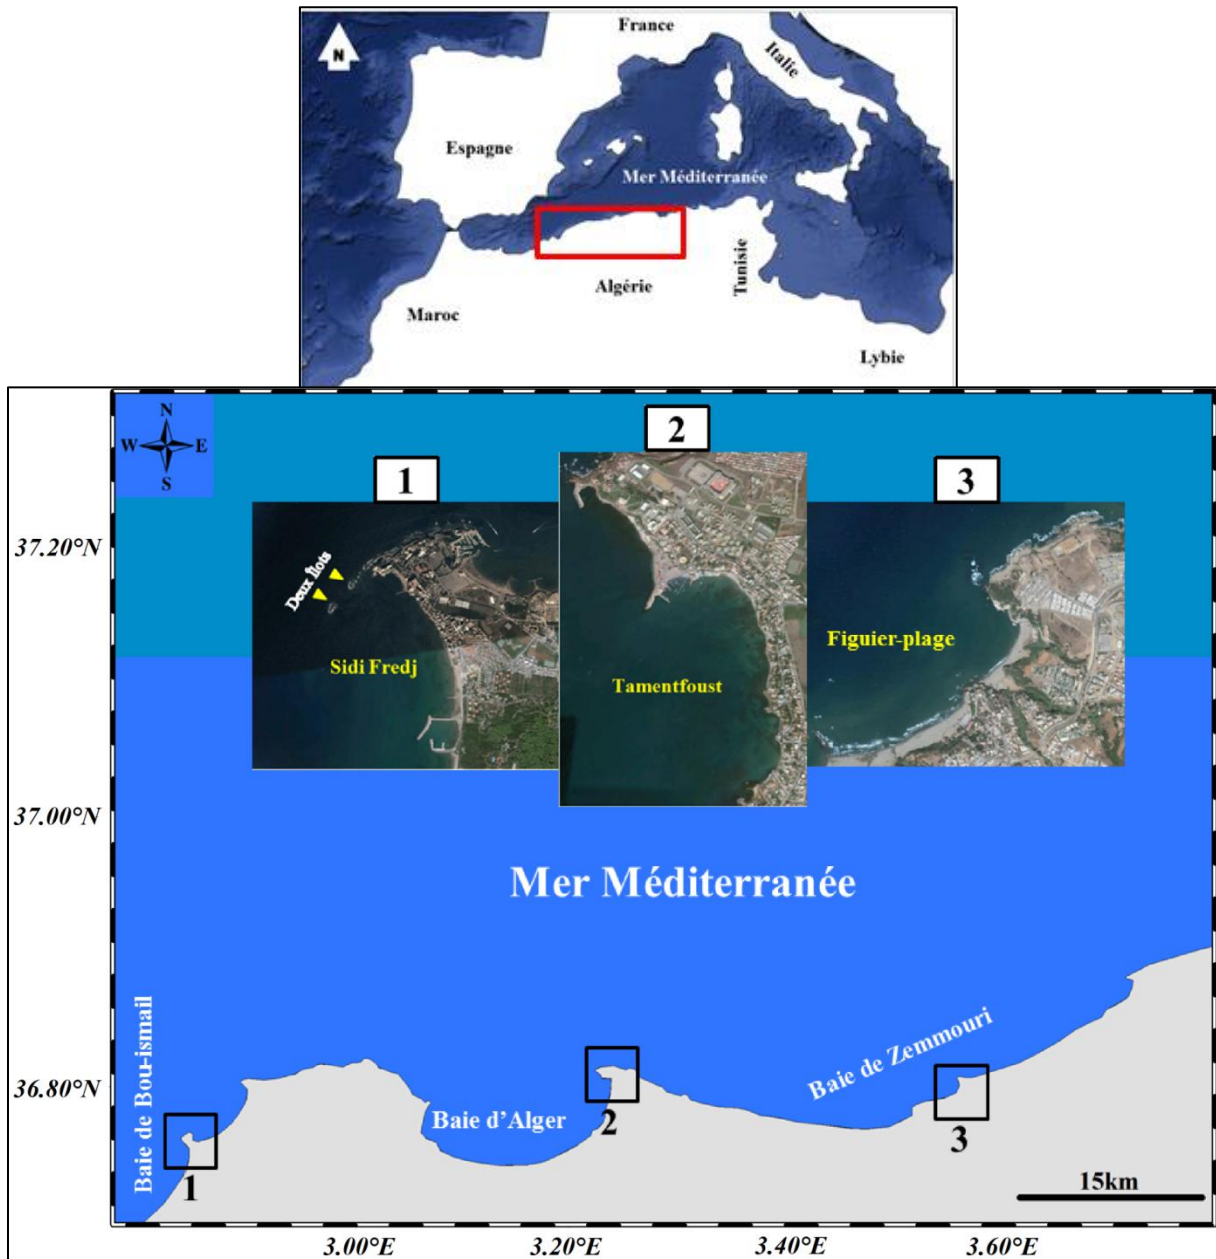 N
France
Italie
Espagne
Mer Méditerranée
Tunisie
Algérie
Maroc
Lybie
N
W E
S
1
2
3
Deux Îlots
Sidi Fredj
Tamentfoust
Figuier-plage
37.20°N
37.00°N
36.80°N
Mer Méditerranée
Baie de Bou-ismail
Baie d'Alger
Baie de Zemmouri
1
2
3
15km
3.00°E
3.20°E
3.40°E
3.60°E